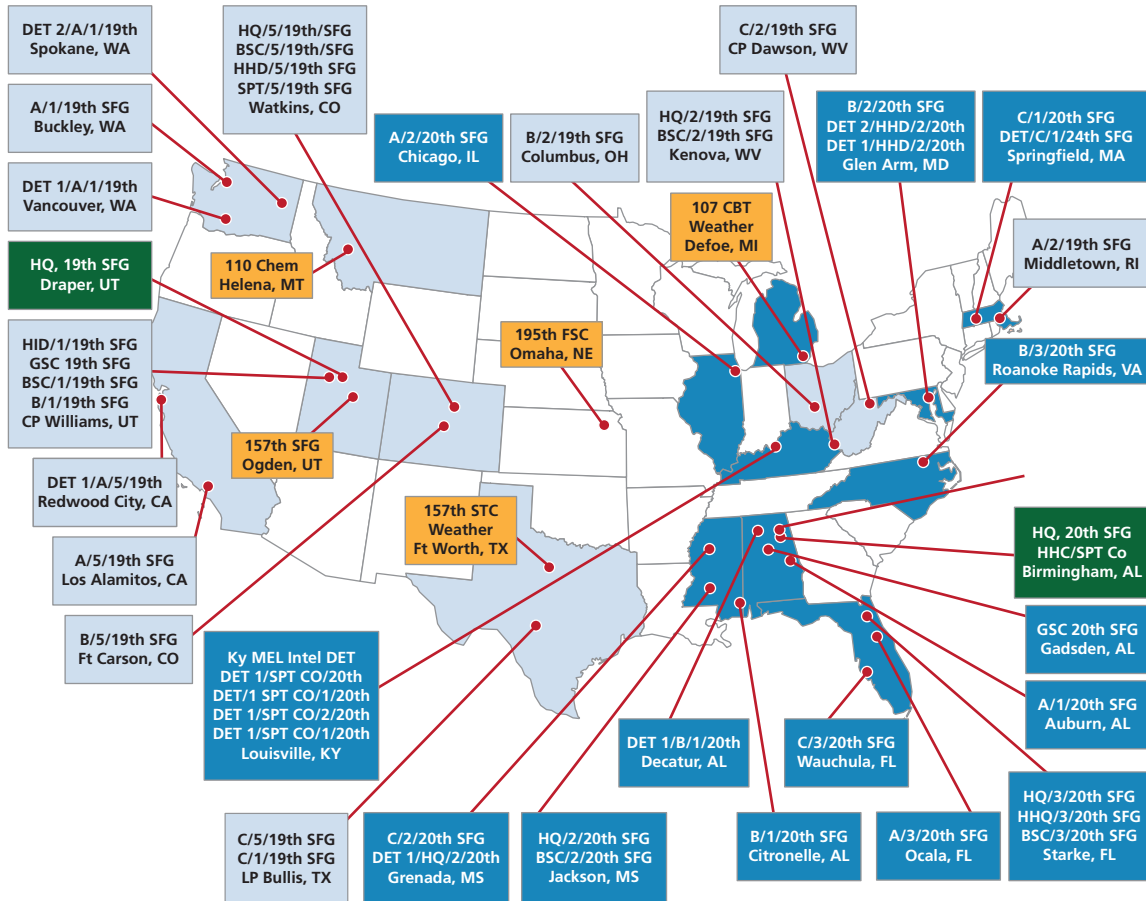 DET 2/A/1/19th
Spokane, WA
HQ/5/19th/SFG
BSC/5/19th/SFG
HHD/5/19th SFG
SPT/5/19th SFG
Watkins, CO
C/2/19th SFG
CP Dawson, WV
A/1/19th SFG
Buckley, WA
A/2/20th SFG
Chicago, IL
B/2/19th SFG
Columbus, OH
HQ/2/19th SFG
BSC/2/19th SFG
Kenova, WV
B/2/20th SFG
DET 2/HHD/2/20th
DET 1/HHD/2/20th
Glen Arm, MD
C/1/20th SFG
DET/C/1/24th SFG
Springfield, MA
DET 1/A/1/19th
Vancouver, WA
107 CBT
Weather
Defoe, MI
A/2/19th SFG
Middletown, RI
HQ, 19th SFG
Draper, UT
110 Chem
Helena, MT
195th FSC
Omaha, NE
B/3/20th SFG
Roanoke Rapids, VA
HID/1/19th SFG
GSC 19th SFG
BSC/1/19th SFG
B/1/19th SFG
CP Williams, UT
157th SFG
Ogden, UT
DET 1/A/5/19th
Redwood City, CA
157th STC
Weather
Ft Worth, TX
HQ, 20th SFG
HHC/SPT Co
Birmingham, AL
A/5/19th SFG
Los Alamitos, CA
B/5/19th SFG
Ft Carson, CO
Ky MEL Intel DET
DET 1/SPT CO/20th
DET/1 SPT CO/1/20th
DET 1/SPT CO/2/20th
DET 1/SPT CO/1/20th
Louisville, KY
GSC 20th SFG
Gadsden, AL
A/1/20th SFG
Auburn, AL
DET 1/B/1/20th
Decatur, AL
C/3/20th SFG
Wauchula, FL
C/5/19th SFG
C/1/19th SFG
LP Bullis, TX
C/2/20th SFG
DET 1/HQ/2/20th
Grenada, MS
HQ/2/20th SFG
BSC/2/20th SFG
Jackson, MS
B/1/20th SFG
Citronelle, AL
A/3/20th SFG
Ocala, FL
HQ/3/20th SFG
HHQ/3/20th SFG
BSC/3/20th SFG
Starke, FL